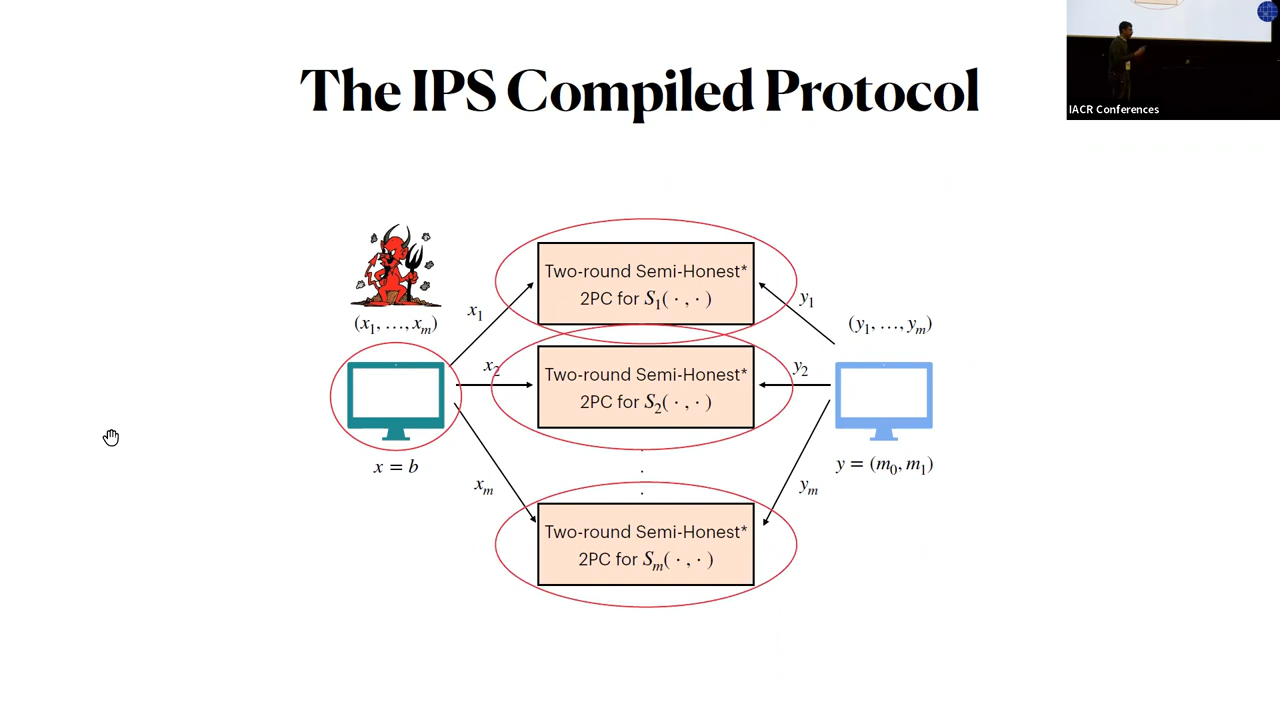 The IPS Compiled Protocol
IACR Conferences
Two-round Semi-Honest*
2PC for S₁( · , · )
x₁
y₁
(x₁, …, xₘ)
(y₁, …, yₘ)
Two-round Semi-Honest*
2PC for S₂( · , · )
x₂
y₂
x = b
y = (m₀, m₁)
xₘ
yₘ
Two-round Semi-Honest*
2PC for Sₘ( · , · )